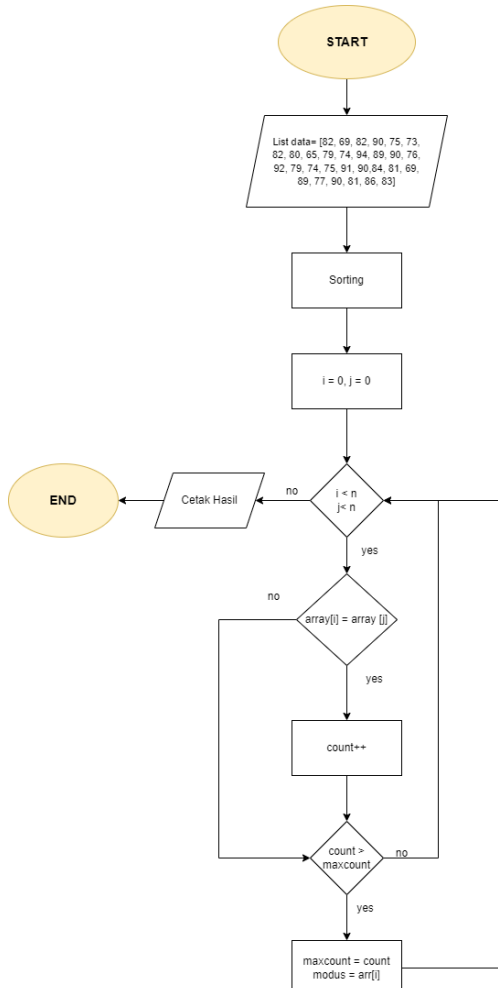 START
List data= [82, 69, 82, 90, 75, 73,
82, 80, 65, 79, 74, 94, 89, 90, 76,
92, 79, 74, 75, 91, 90,84, 81, 69,
89, 77, 90, 81, 86, 83]
Sorting
i = 0, j = 0
i < n
j< n
no
Cetak Hasil
END
yes
no
array[i] = array [j]
yes
count++
count >
maxcount
no
yes
maxcount = count
modus = arr[i]